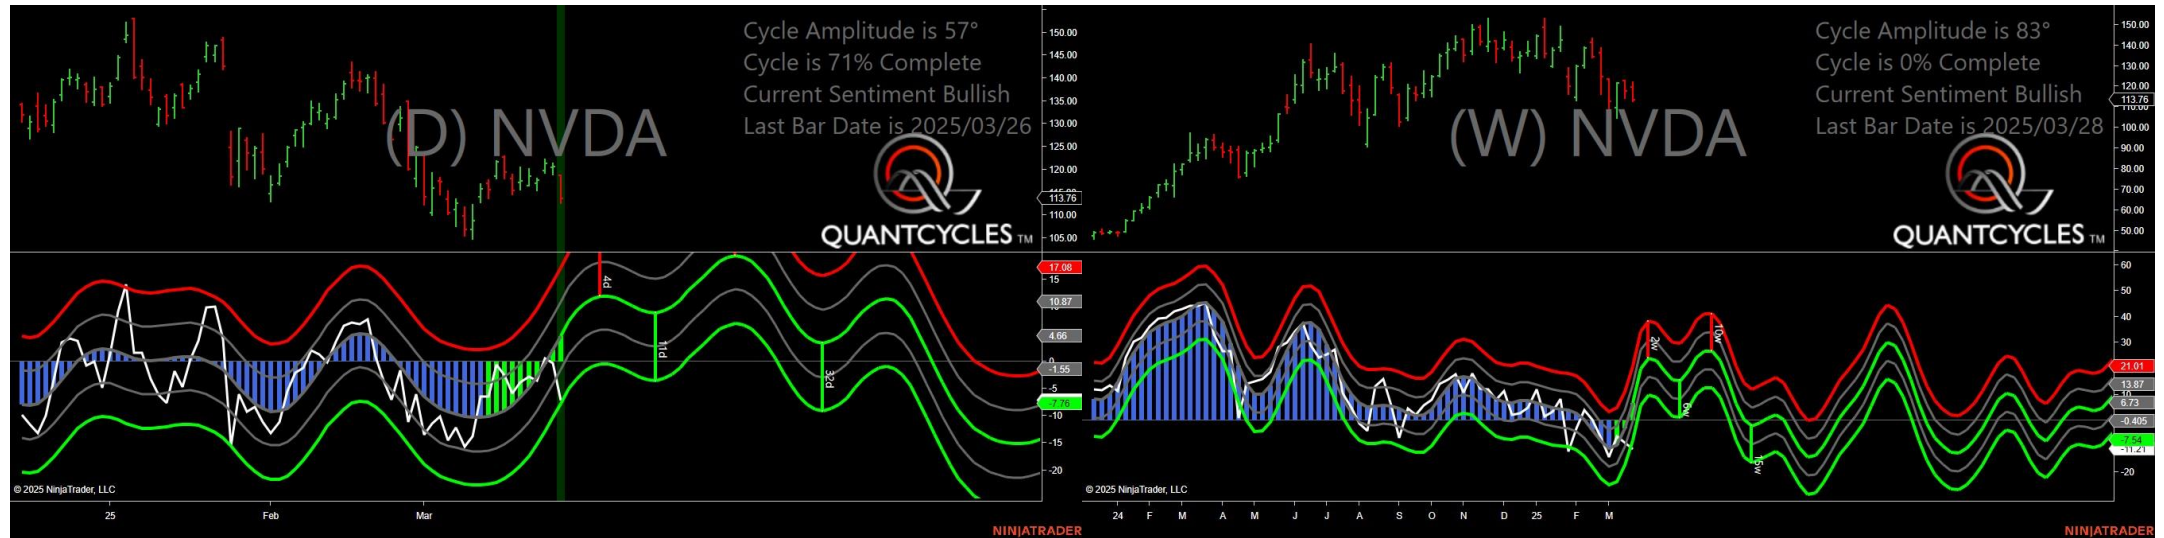 Cycle Amplitude is 57°
Cycle is 71% Complete
Current Sentiment Bullish
Last Bar Date is 2025/03/26
(D) NVDA
QUANTCYCLES TM
150.00
145.00
140.00
135.00
130.00
125.00
120.00
113.76
110.00
105.00
17.08
15
10.87
4.66
0
-1.55
-5
-7.76
-10
-15
-20
4d
11d
32d
© 2025 NinjaTrader, LLC
25 Feb Mar
NINJATRADER
Cycle Amplitude is 83°
Cycle is 0% Complete
Current Sentiment Bullish
Last Bar Date is 2025/03/28
(W) NVDA
QUANTCYCLES TM
150.00
140.00
130.00
120.00
113.76
110.00
100.00
90.00
80.00
70.00
60.00
50.00
60
50
40
30
21.01
13.87
10
6.73
-0.405
-7.54
-11.21
-20
2w
10w
6w
15w
© 2025 NinjaTrader, LLC
24 F M A M J J A S O N D 25 F M
NINJATRADER